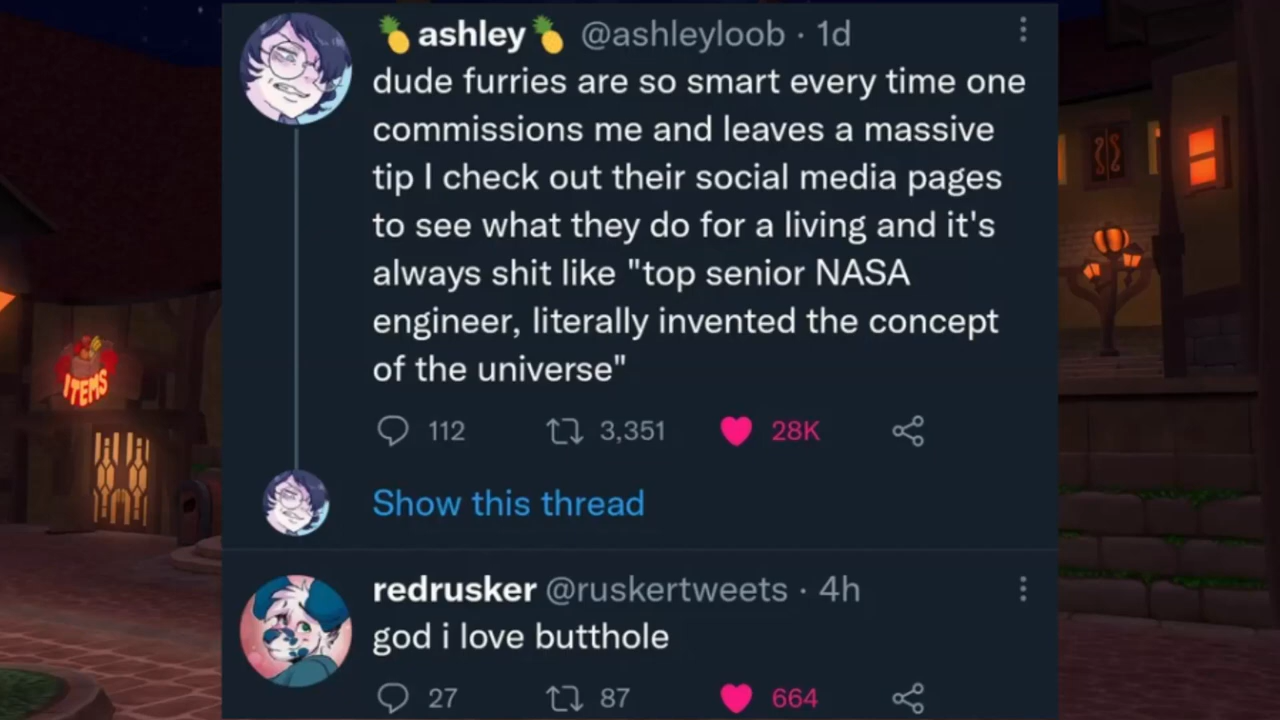 🍍ashley🍍 @ashleyloob · 1d
dude furries are so smart every time one
commissions me and leaves a massive
tip I check out their social media pages
to see what they do for a living and it's
always shit like "top senior NASA
engineer, literally invented the concept
of the universe"
112 3,351 28K
Show this thread
ITEMS
redrusker @ruskertweets · 4h
god i love butthole
27 87 664